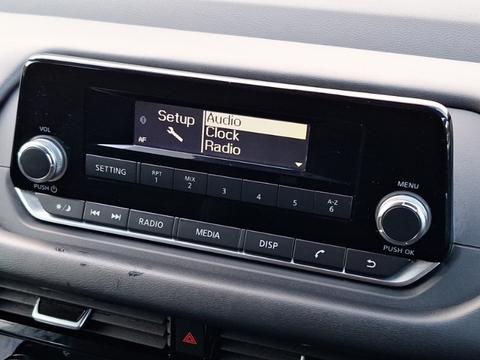 VOL
PUSH
Setup
AF
Audio
Clock
Radio
SETTING
RPT
1
MIX
2
3
4
5
A-Z
6
MENU
PUSH OK
RADIO
MEDIA
DISP